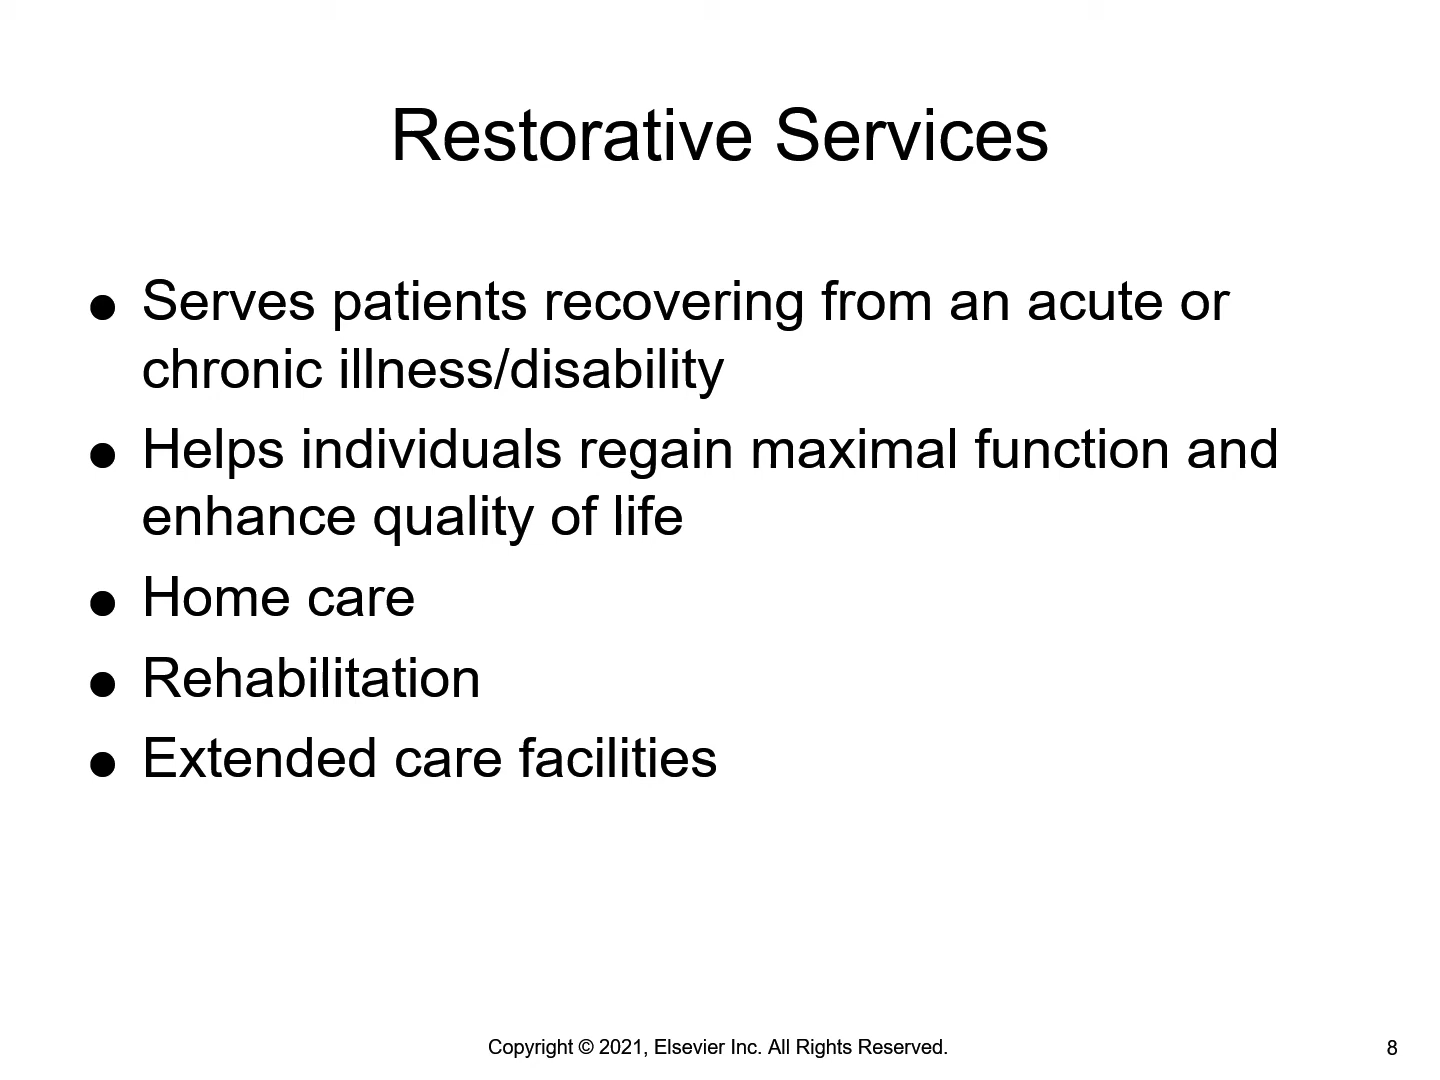 Restorative Services
● Serves patients recovering from an acute or
chronic illness/disability
● Helps individuals regain maximal function and
enhance quality of life
● Home care
● Rehabilitation
● Extended care facilities
Copyright © 2021, Elsevier Inc. All Rights Reserved.
8